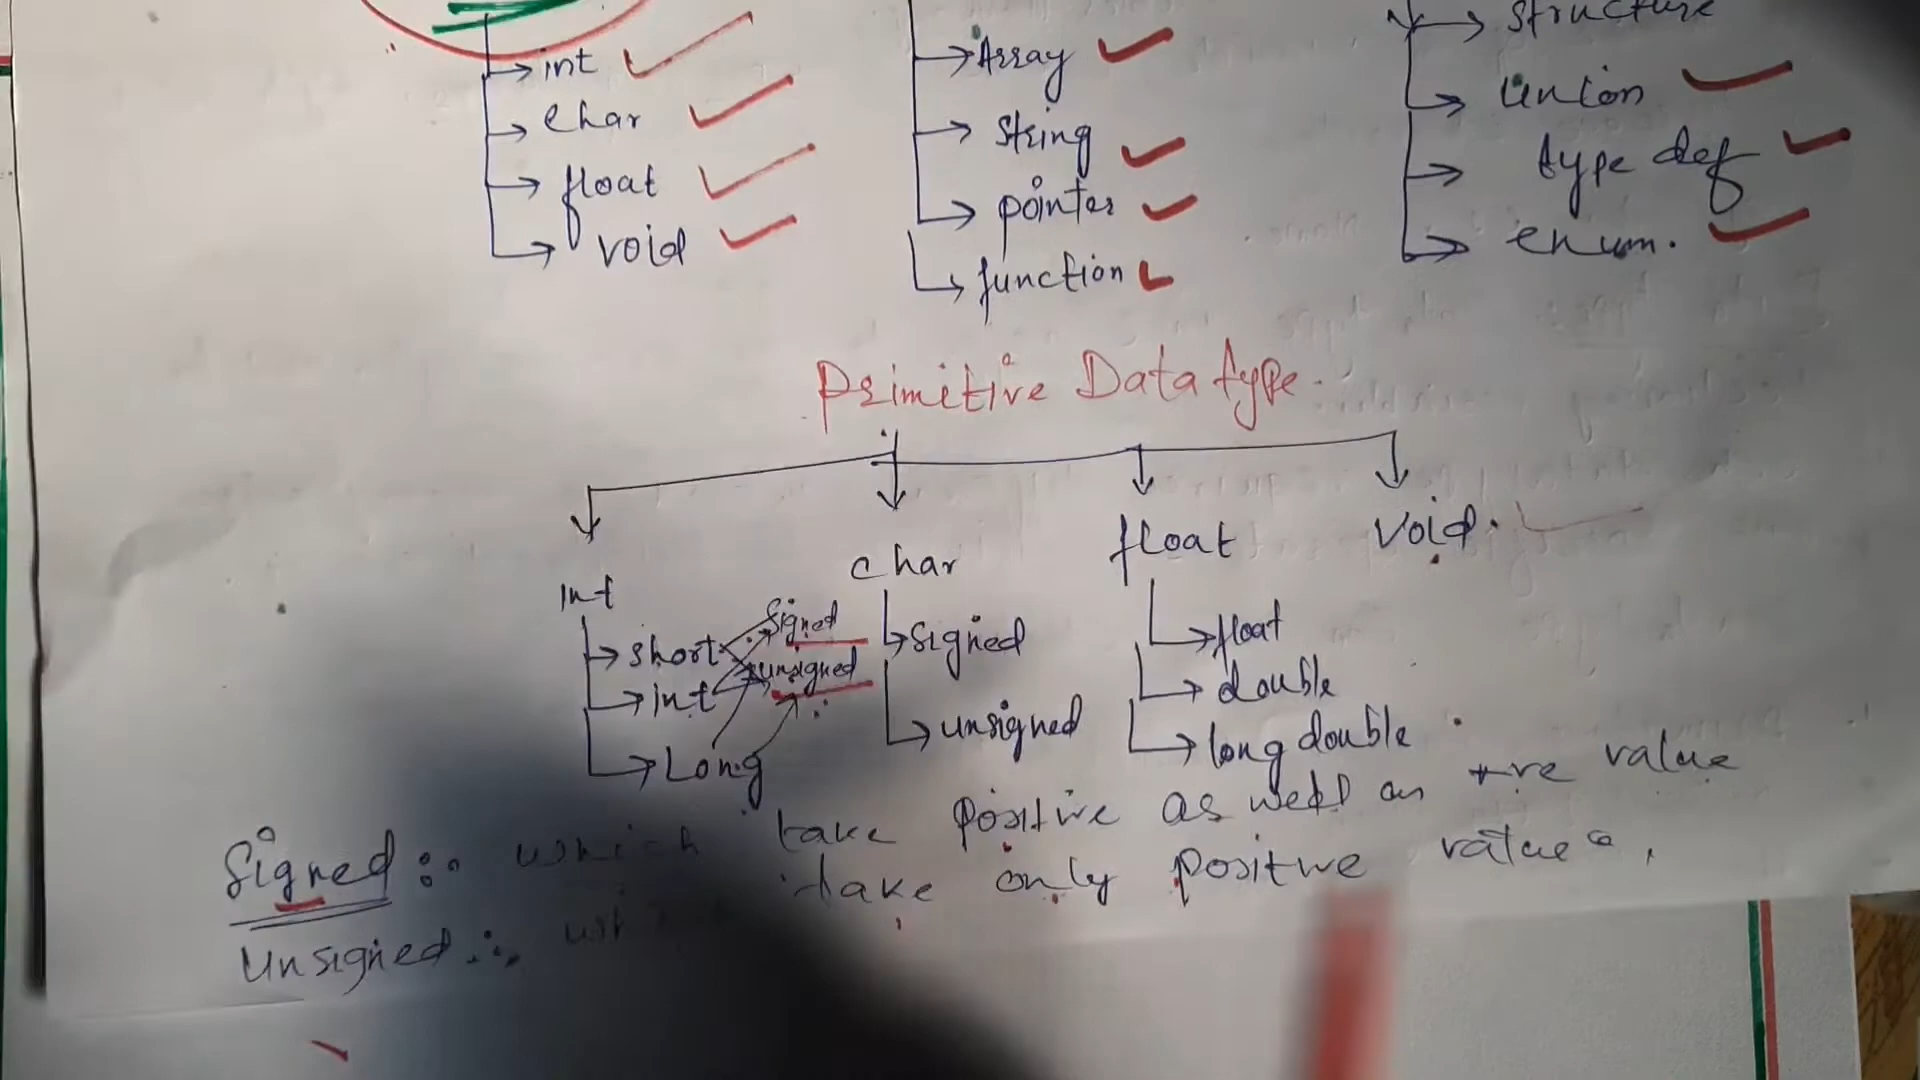 int
char
float
void
Array
string
pointer
function
structure
union
type def
enum.
Primitive Data type.
int
short
int
Long
signed
unsigned
char
signed
unsigned
float
float
double
long double
void.
Signed :. which take positive as well as -ve value
Unsigned :. take only positive value.